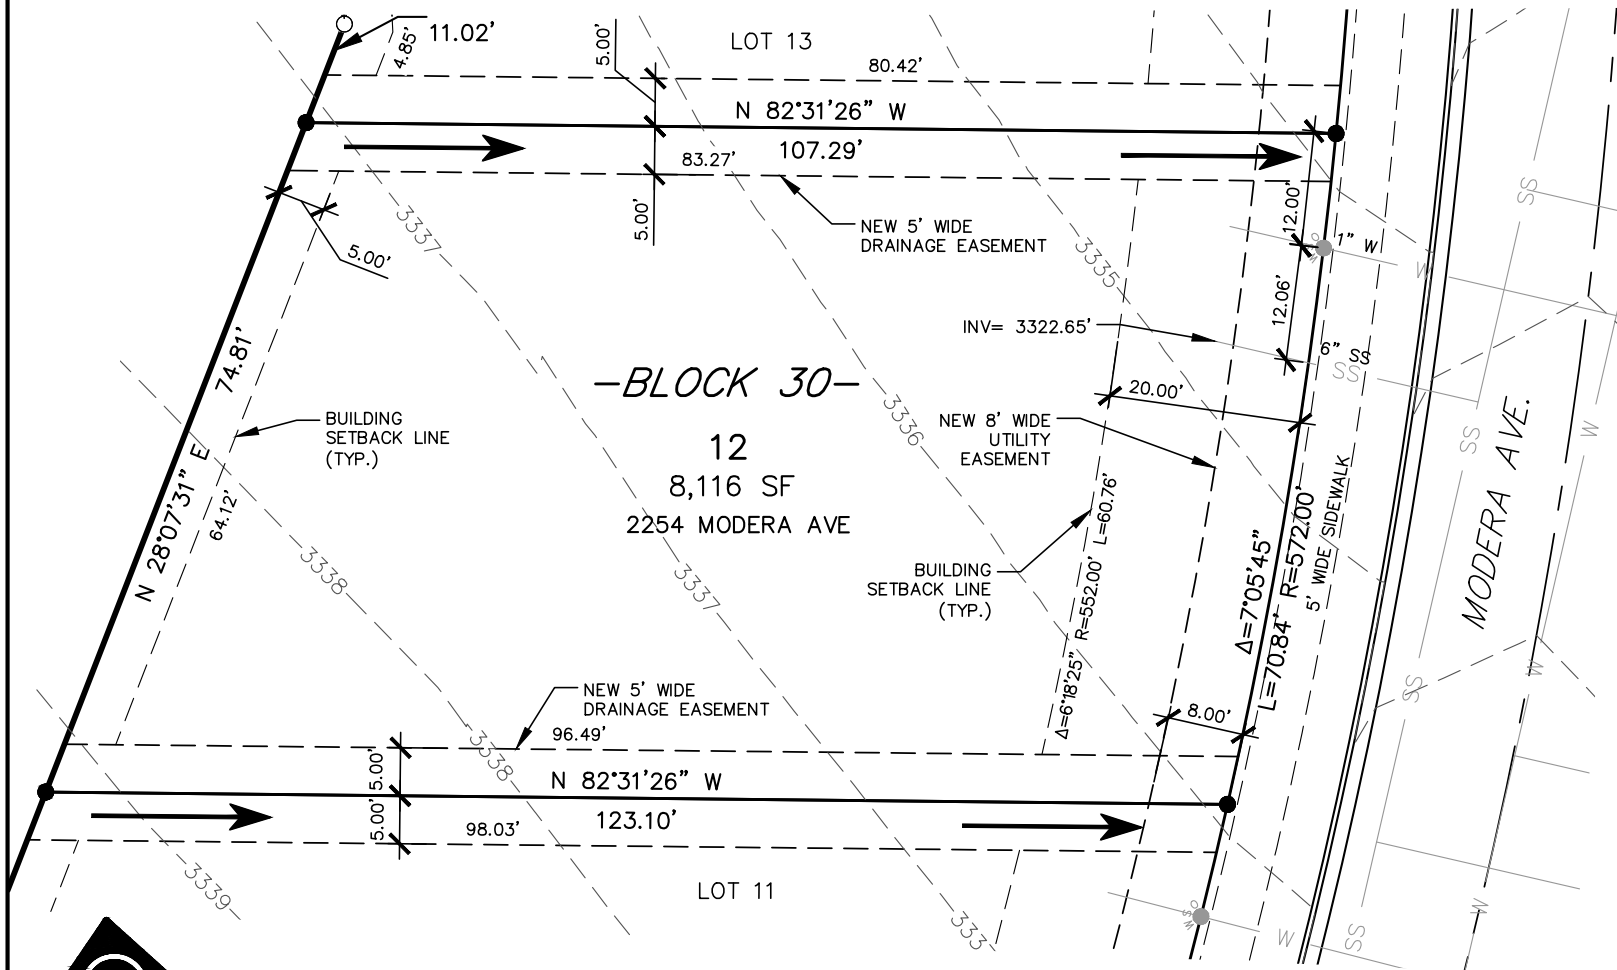 11.02'
4.85'
5.00'
LOT 13
80.42'
N 82°31'26" W
107.29'
83.27'
5.00'
NEW 5' WIDE
DRAINAGE EASEMENT
3337
5.00'
3335
12.00'
1" W
W
SS
12.06'
INV= 3322.65'
6" SS
SS
74.81'
-BLOCK 30-
12
8,116 SF
2254 MODERA AVE
20.00'
3336
NEW 8' WIDE
UTILITY
EASEMENT
BUILDING
SETBACK LINE
(TYP.)
N 28°07'31" E
64.12'
SS
W
MODERA AVE.
5' WIDE SIDEWALK
Δ=7°05'45" R=572.00'
L=70.84'
Δ=6°18'25" R=552.00' L=60.76'
BUILDING
SETBACK LINE
(TYP.)
3338
3337
NEW 5' WIDE
DRAINAGE EASEMENT
96.49'
8.00'
SS
W
3338
5.00'
N 82°31'26" W
123.10'
5.00'
98.03'
3339
LOT 11
333
W
SS
W